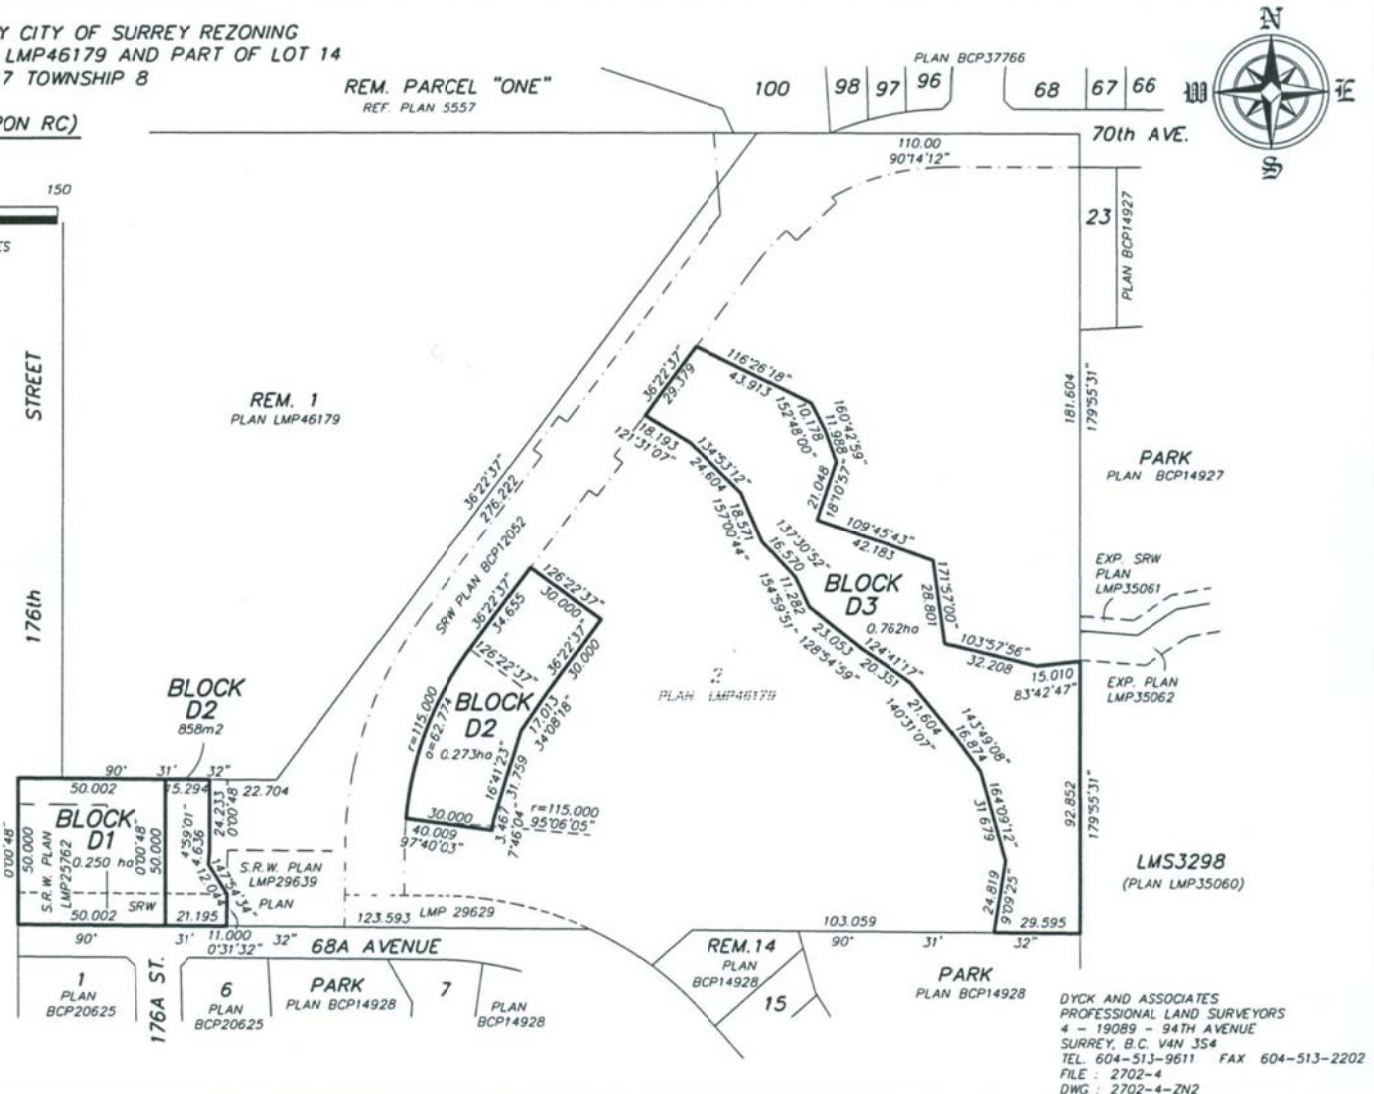 Y CITY OF SURREY REZONING
LMP46179 AND PART OF LOT 14
7 TOWNSHIP 8
PON RC)
150
ES
REM. PARCEL "ONE"
REF. PLAN 5557
PLAN BCP37766
100
98
97
96
68
67
66
N
W
E
S
70th AVE.
110.00
90°14'12"
23
PLAN BCP14927
176th STREET
REM. 1
PLAN LMP46179
36°22'37"
276.222
SRW PLAN BCP12052
36°22'37"
29.379
116°26'18"
43.913
152°48'00"
10.178
160°42'59"
11.988
21.048
18°10'57"
109°45'43"
42.183
171°57'00"
28.801
103°57'56"
32.208
15.010
83°42'47"
18.193
121°31'07"
134°53'12"
24.604
18.571
157°00'44"
137°30'52"
16.570
11.282
154°59'51"
23.053
128°54'59"
124°41'17"
20.351
140°31'07"
21.604
143°49'08"
16.874
164°09'12"
31.679
24.819
9°09'25"
29.595
BLOCK
D3
0.762ha
181.604
179°55'31"
92.852
179°55'31"
PARK
PLAN BCP14927
EXP. SRW
PLAN
LMP35061
EXP. PLAN
LMP35062
LMS3298
(PLAN LMP35060)
2
PLAN LMP46179
36°22'37"
34.655
126°22'37"
30.000
126°22'37"
36°22'37"
30.000
BLOCK
D2
0.273ha
r=115.000
a=62.774
17.013
34°08'18"
16°41'23"
31.759
3.467
7°46'04"
r=115.000
95°06'05"
30.000
40.009
97°40'03"
BLOCK
D2
858m2
90° 31' 32"
50.002
15.294
22.704
24.233
0°00'48"
BLOCK
D1
0.250 ha
0°00'48"
50.000
S.R.W. PLAN
LMP25762
0°00'48"
50.000
4°59'01"
4.636
147°54'34"
12.044
S.R.W. PLAN
LMP29639
PLAN
SRW
50.002
21.195
11.000
0°31'32"
90° 31' 32"
123.593
LMP 29629
68A AVENUE
103.059
90° 31' 32"
1
PLAN
BCP20625
176A ST.
6
PLAN
BCP20625
PARK
PLAN BCP14928
7
PLAN
BCP14928
REM.14
PLAN
BCP14928
15
PARK
PLAN BCP14928
DYCK AND ASSOCIATES
PROFESSIONAL LAND SURVEYORS
4 - 19089 - 94TH AVENUE
SURREY, B.C. V4N 3S4
TEL. 604-513-9611 FAX 604-513-2202
FILE : 2702-4
DWG : 2702-4-ZN2